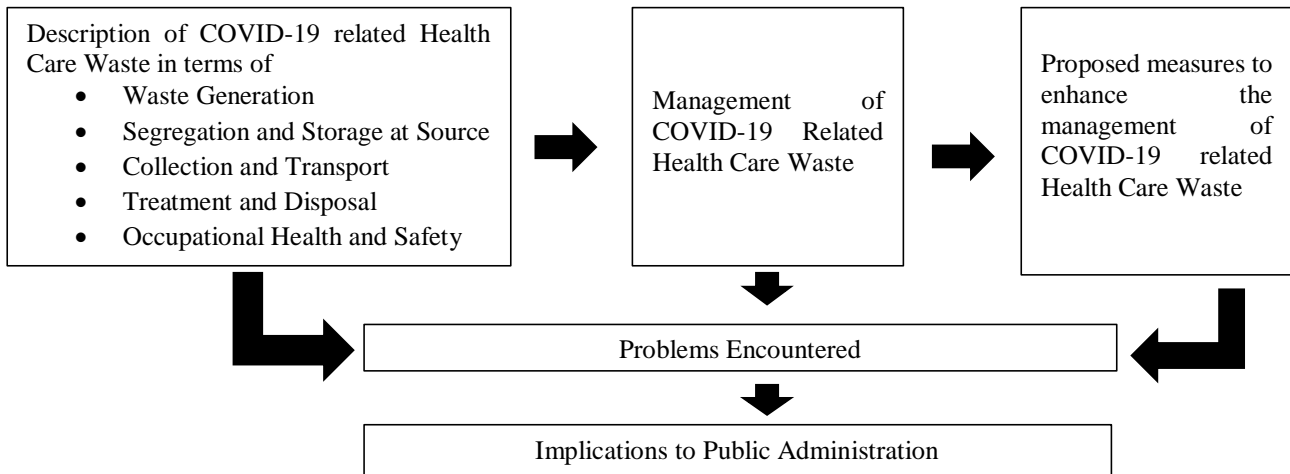 Description of COVID-19 related Health
Care Waste in terms of
• Waste Generation
• Segregation and Storage at Source
• Collection and Transport
• Treatment and Disposal
• Occupational Health and Safety
Management of
COVID-19 Related
Health Care Waste
Proposed measures to
enhance the
management of
COVID-19 related
Health Care Waste
Problems Encountered
Implications to Public Administration